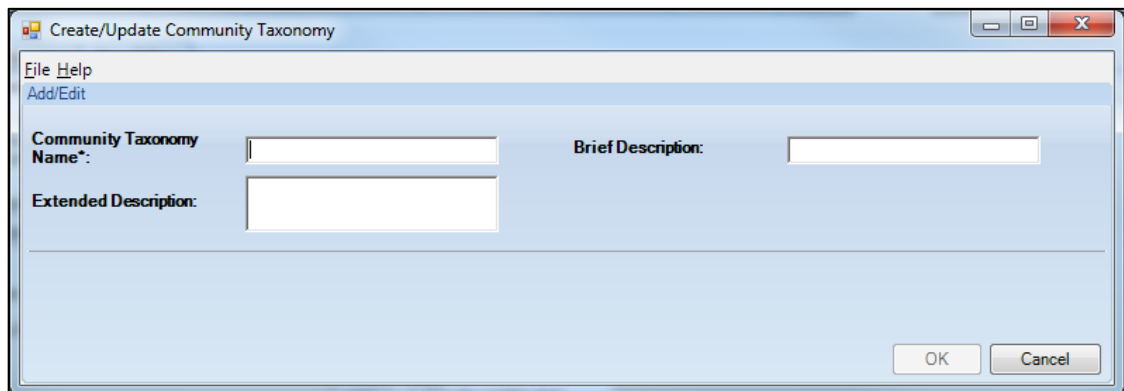 Create/Update Community Taxonomy
File Help
Add/Edit
Community Taxonomy
Name*:
Brief Description:
Extended Description:
OK
Cancel